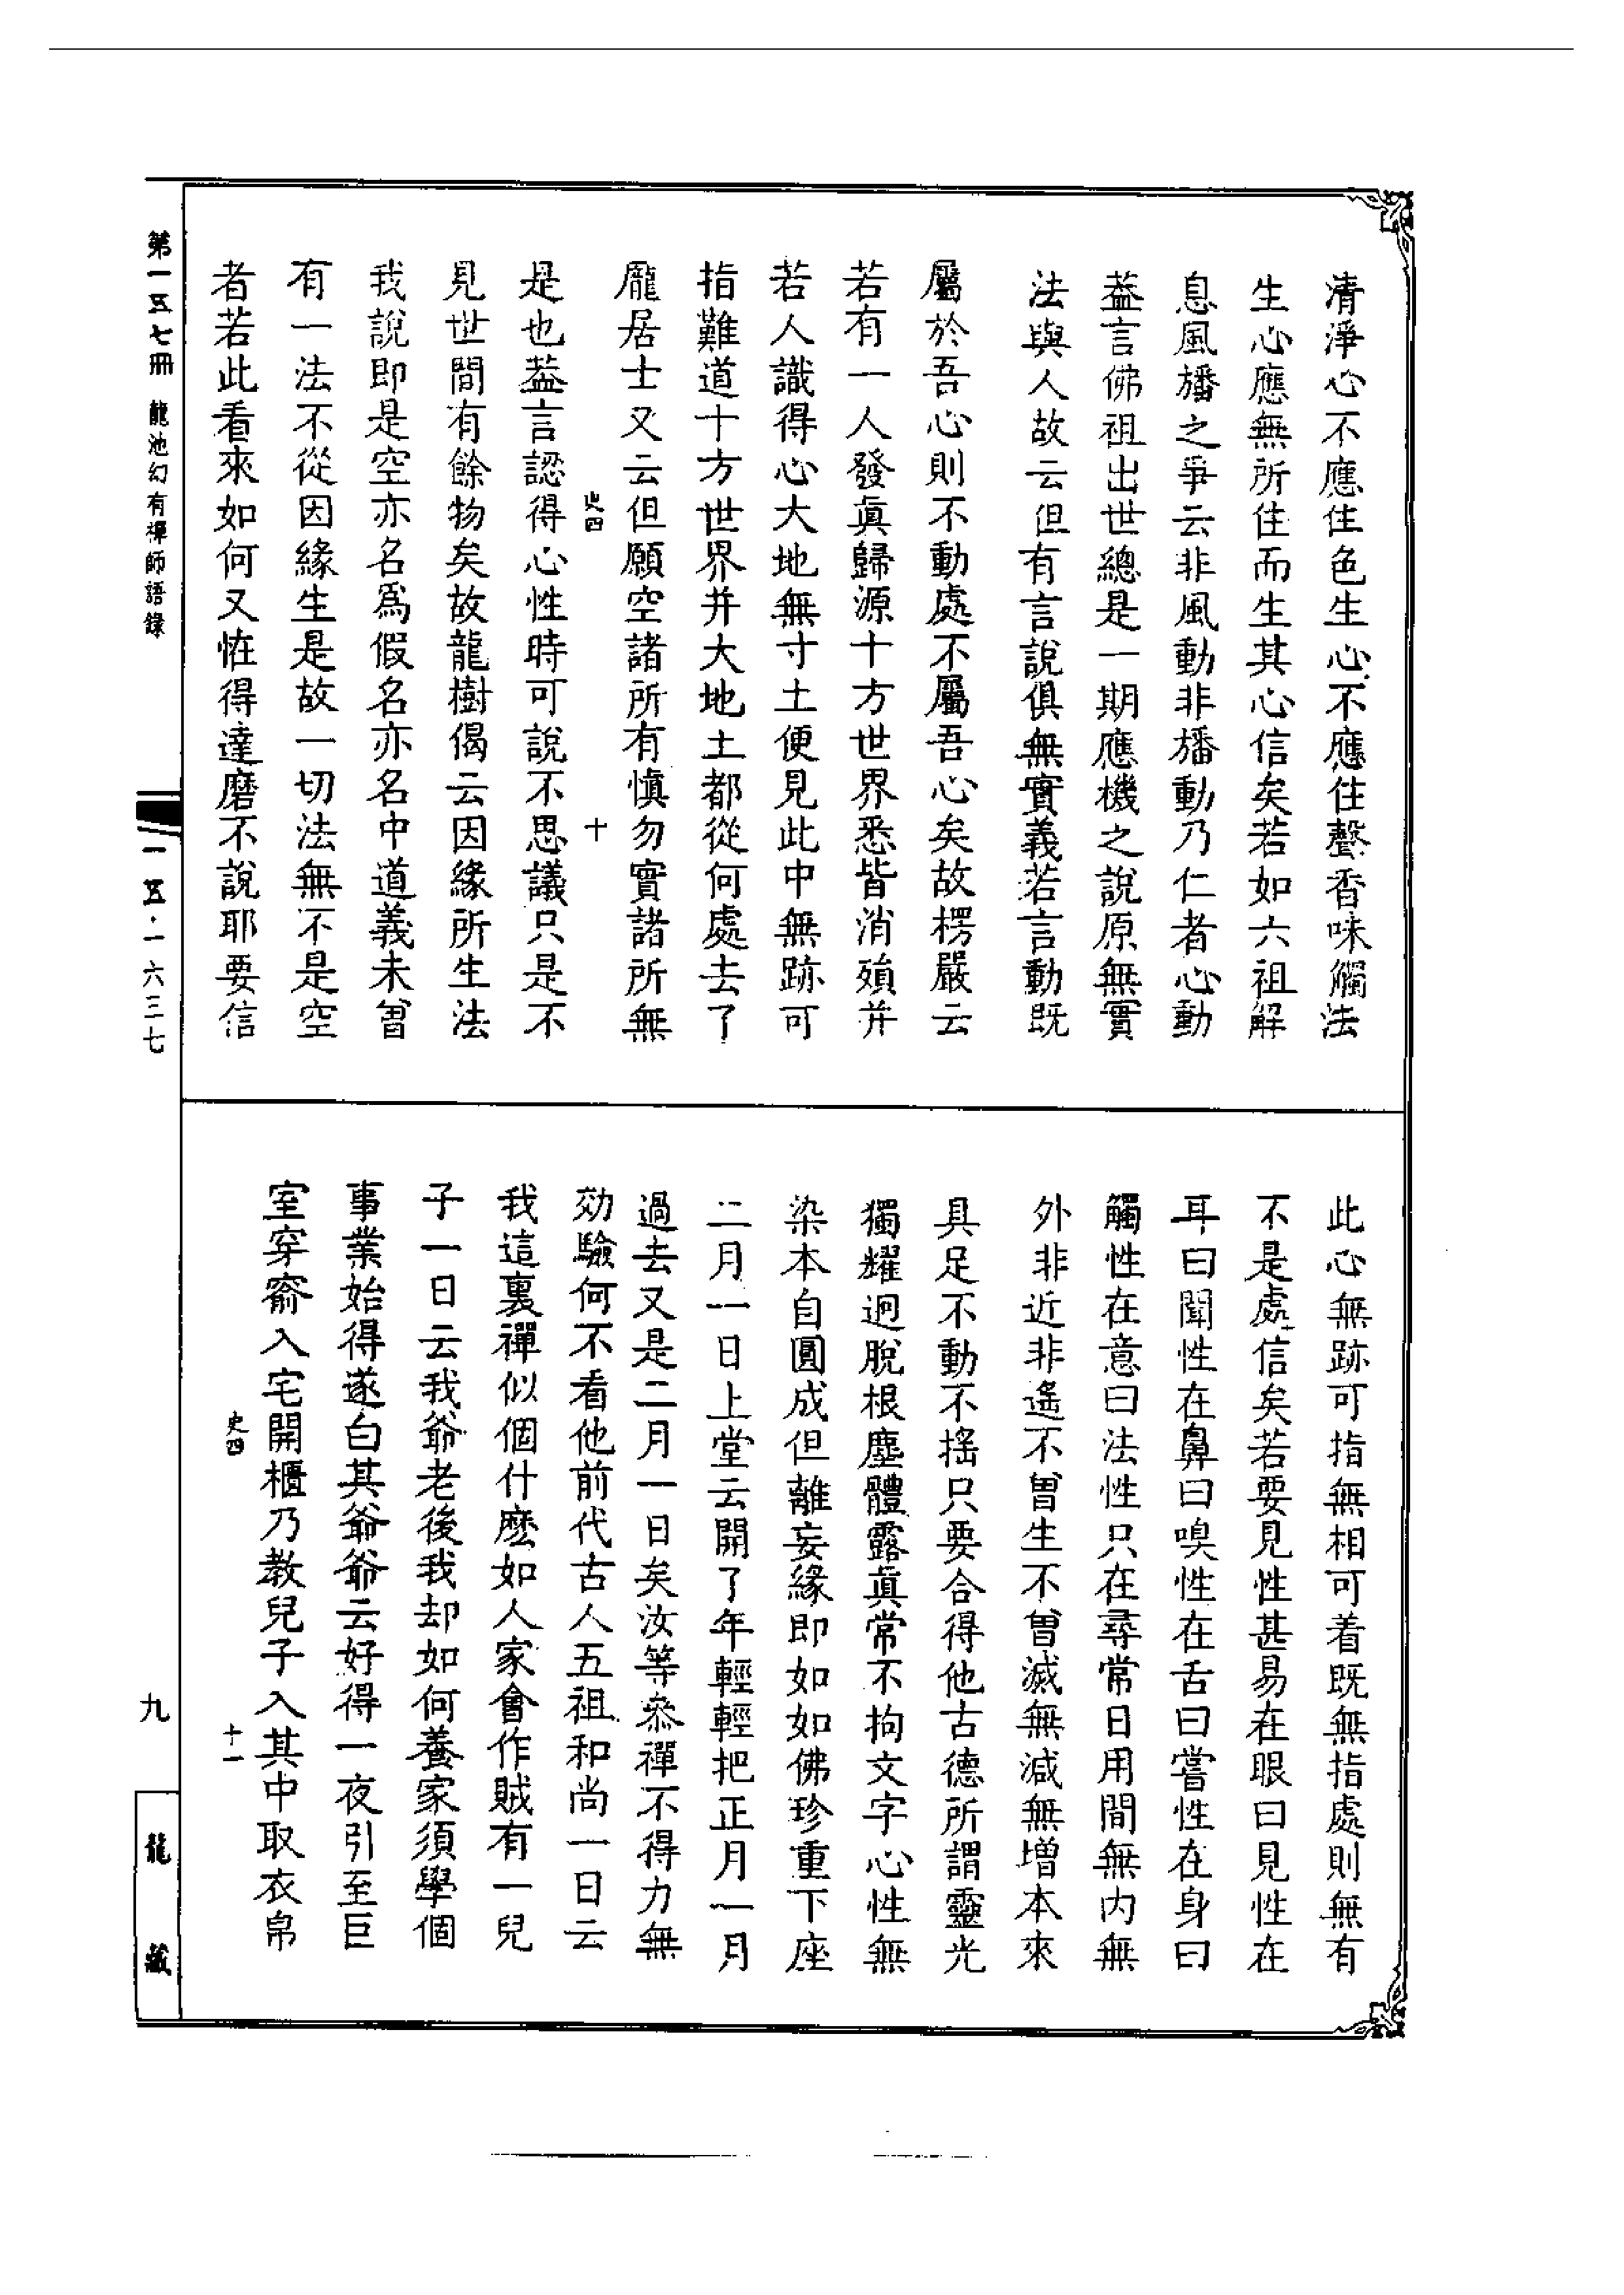 清淨心不應住色生心不應住聲香味觸法
生心應無所住而生其心信矣若如六祖解
息風旛之爭云非風動非旛動乃仁者心動
葢言佛祖出世總是一期應機之說原無實
法與人故云但有言說俱無實義若言動既
屬於吾心則不動處不屬吾心矣故楞嚴云
若有一人發眞歸源十方世界悉皆消殞并
若人識得心大地無寸土便見此中無跡可
指難道十方世界并大地土都從何處去了
龐居士又云但願空諸所有愼勿實諸所無
史四 十
是也葢言認得心性時可說不思議只是不
見世間有餘物矣故龍樹偈云因緣所生法
我說即是空亦名爲假名亦名中道義未曾
有一法不從因緣生是故一切法無不是空
者若此看來如何又恠得達磨不說耶要信
此心無跡可指無相可着既無指處則無有
不是處信矣若要見性甚易在眼曰見性在
耳曰聞性在鼻曰嗅性在舌曰嘗性在身曰
觸性在意曰法性只在尋常日用間無内無
外非近非遙不曾生不曾滅無減無增本來
具足不動不搖只要合得他古德所謂靈光
獨耀迥脫根塵體露眞常不拘文字心性無
染本自圓成但離妄緣即如如佛珍重下座
二月一日上堂云開了年輕輕把正月一月
過去又是二月一日矣汝等叅禪不得力無
効驗何不看他前代古人五祖和尚一日云
我這裏禪似個什麽如人家會作賊有一兒
子一日云我爺老後我却如何養家須學個
事業始得遂白其爺爺云好得一夜引至巨
室穿窬入宅開櫃乃教兒子入其中取衣帛
史四 十一
第一五七冊 龍池幻有禪師語錄
一五·一六三七
九
龍藏